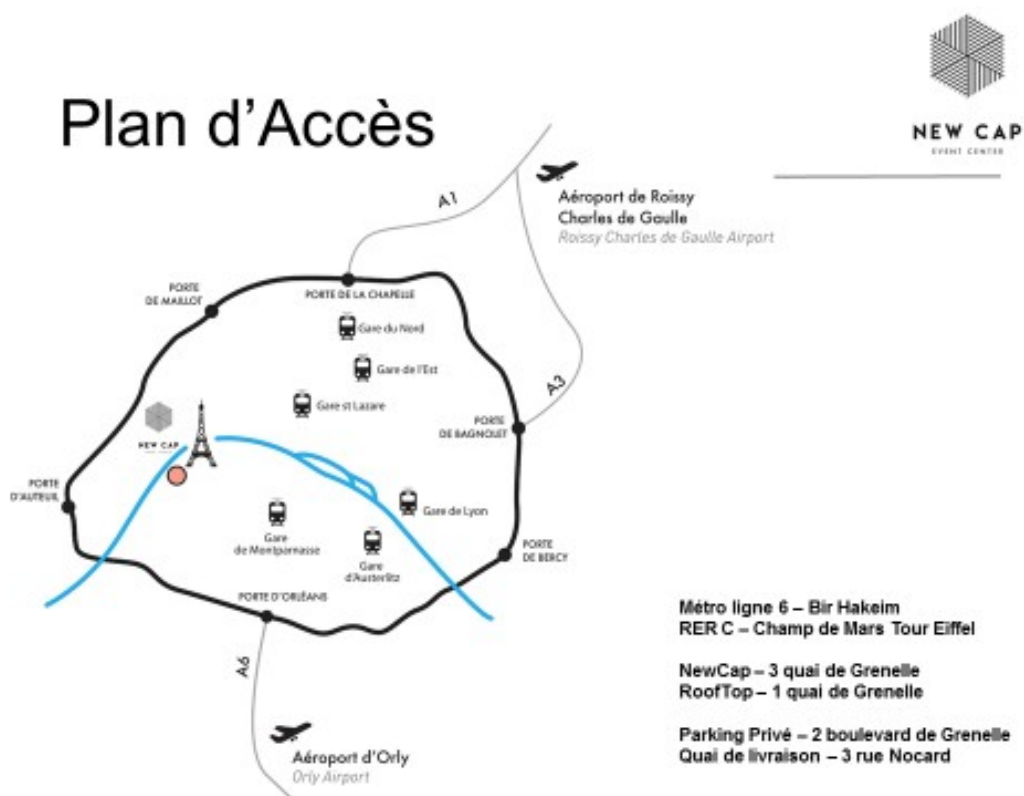 NEW CAP
EVENT CENTER
Plan d'Accès
A1
Aéroport de Roissy
Charles de Gaulle
Roissy Charles de Gaulle Airport
PORTE
DE MAILLOT
PORTE DE LA CHAPELLE
Gare du Nord
Gare de l'Est
A3
Gare st Lazare
PORTE
DE BAGNOLET
NEW CAP
PORTE
D'AUTEUIL
Gare de Lyon
Gare
de Montparnasse
Gare
d'Austerlitz
PORTE
DE BERCY
PORTE D'ORLÉANS
A6
Aéroport d'Orly
Orly Airport
Métro ligne 6 – Bir Hakeim
RER C – Champ de Mars Tour Eiffel
NewCap – 3 quai de Grenelle
RoofTop – 1 quai de Grenelle
Parking Privé – 2 boulevard de Grenelle
Quai de livraison – 3 rue Nocard